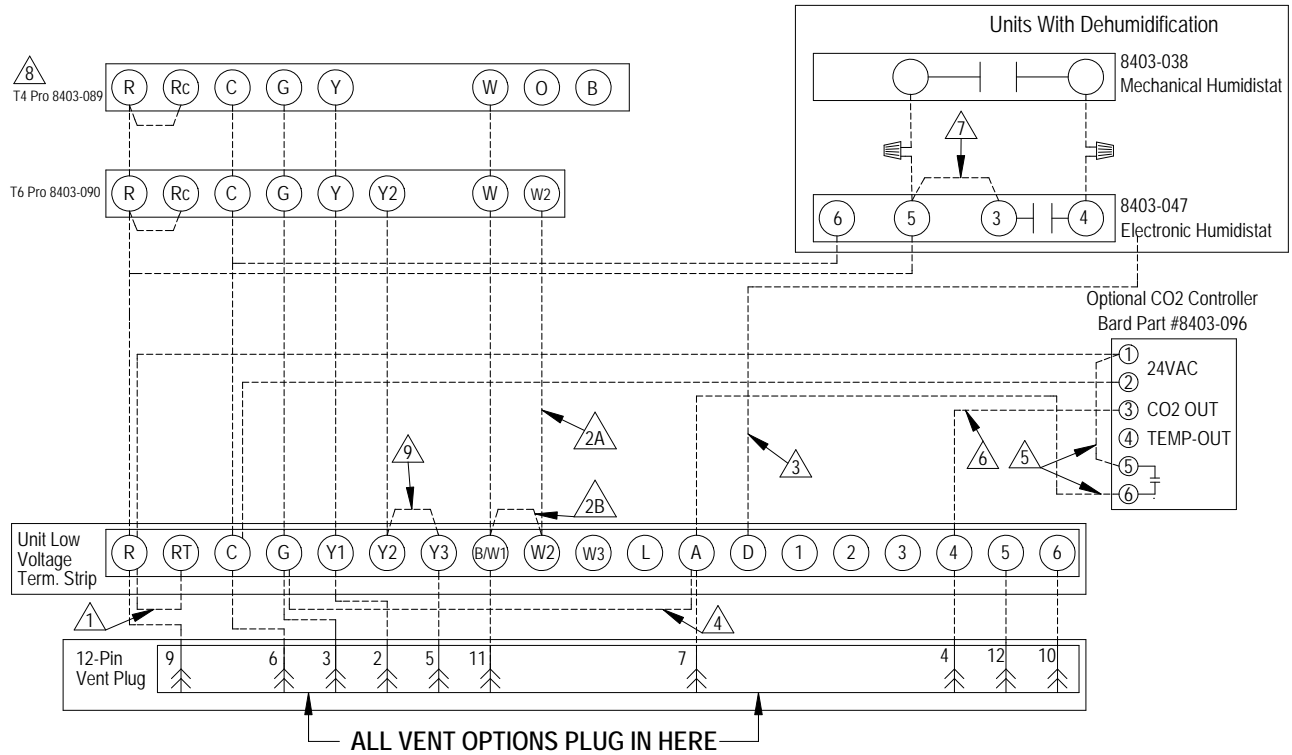 Units With Dehumidification
8403-038
Mechanical Humidistat
7
6 5 3 4
8403-047
Electronic Humidistat
8
T4 Pro 8403-089
R Rc C G Y W O B
T6 Pro 8403-090
R Rc C G Y Y2 W W2
Optional CO2 Controller
Bard Part #8403-096
1
24VAC
2
3 CO2 OUT
4 TEMP-OUT
5
6
9
2A
2B
3
6
5
Unit Low
Voltage
Term. Strip
R RT C G Y1 Y2 Y3 B/W1 W2 W3 L A D 1 2 3 4 5 6
1
4
12-Pin
Vent Plug
9 6 3 2 5 11 7 4 12 10
ALL VENT OPTIONS PLUG IN HERE